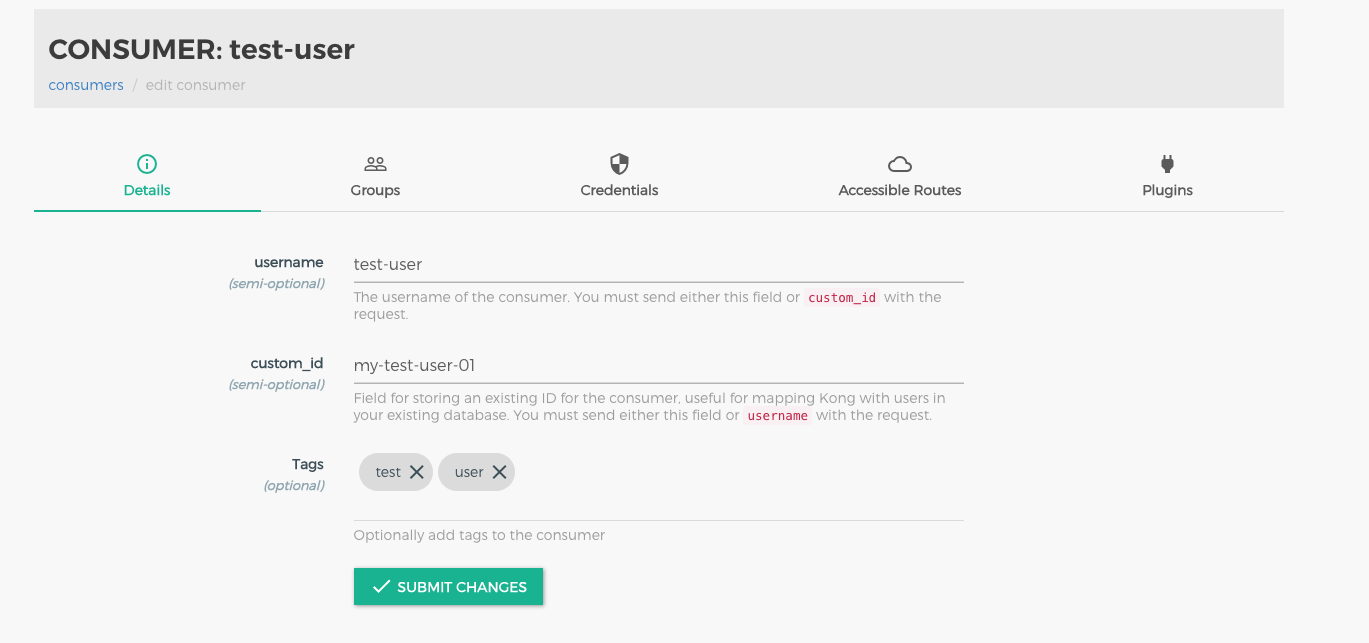 CONSUMER: test-user
consumers / edit consumer
Details
Groups
Credentials
Accessible Routes
Plugins
username
(semi-optional)
test-user
The username of the consumer. You must send either this field or custom_id with the
request.
custom_id
(semi-optional)
my-test-user-01
Field for storing an existing ID for the consumer, useful for mapping Kong with users in
your existing database. You must send either this field or username with the request.
Tags
(optional)
test
user
Optionally add tags to the consumer
SUBMIT CHANGES